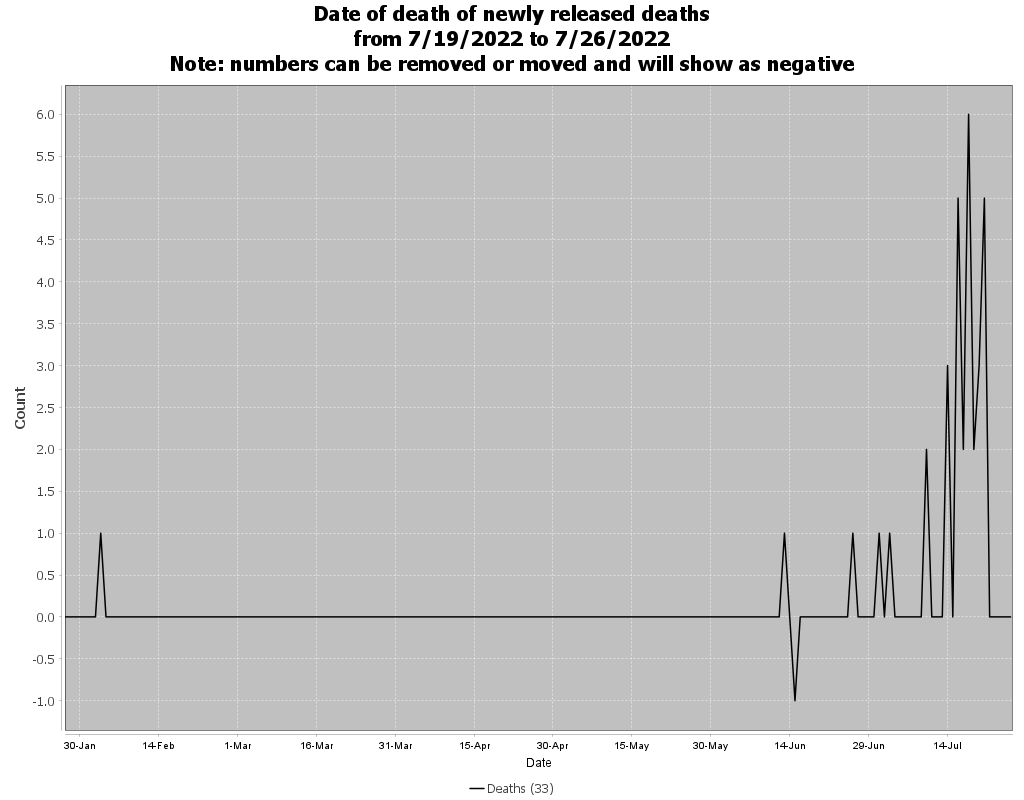 Date of death of newly released deaths
from 7/19/2022 to 7/26/2022
Note: numbers can be removed or moved and will show as negative
6.0
5.5
5.0
4.5
4.0
3.5
3.0
2.5
2.0
1.5
1.0
0.5
0.0
-0.5
-1.0
Count
30-Jan 14-Feb 1-Mar 16-Mar 31-Mar 15-Apr 30-Apr 15-May 30-May 14-Jun 29-Jun 14-Jul
Date
Deaths (33)